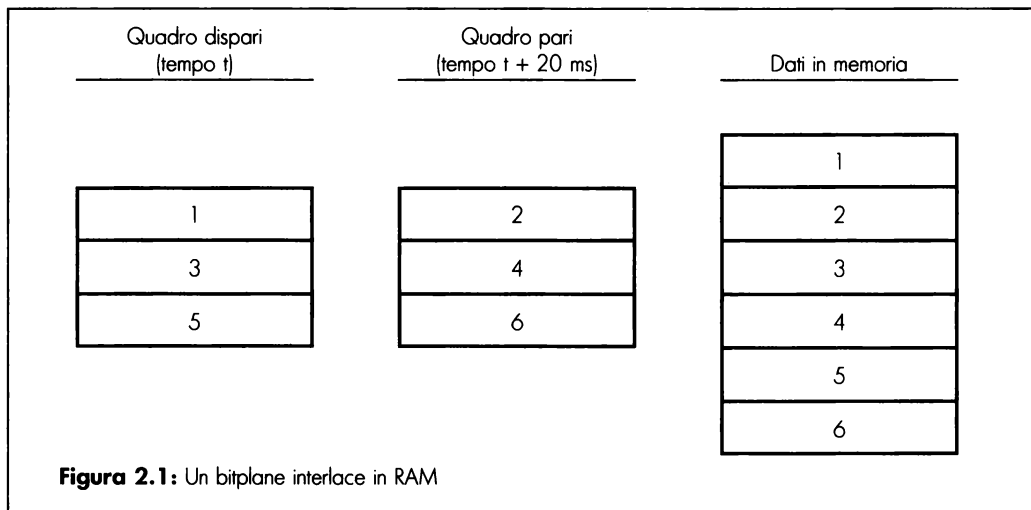 Quadro dispari
(tempo t)
1
3
5
Quadro pari
(tempo t + 20 ms)
2
4
6
Dati in memoria
1
2
3
4
5
6
Figura 2.1: Un bitplane interlace in RAM